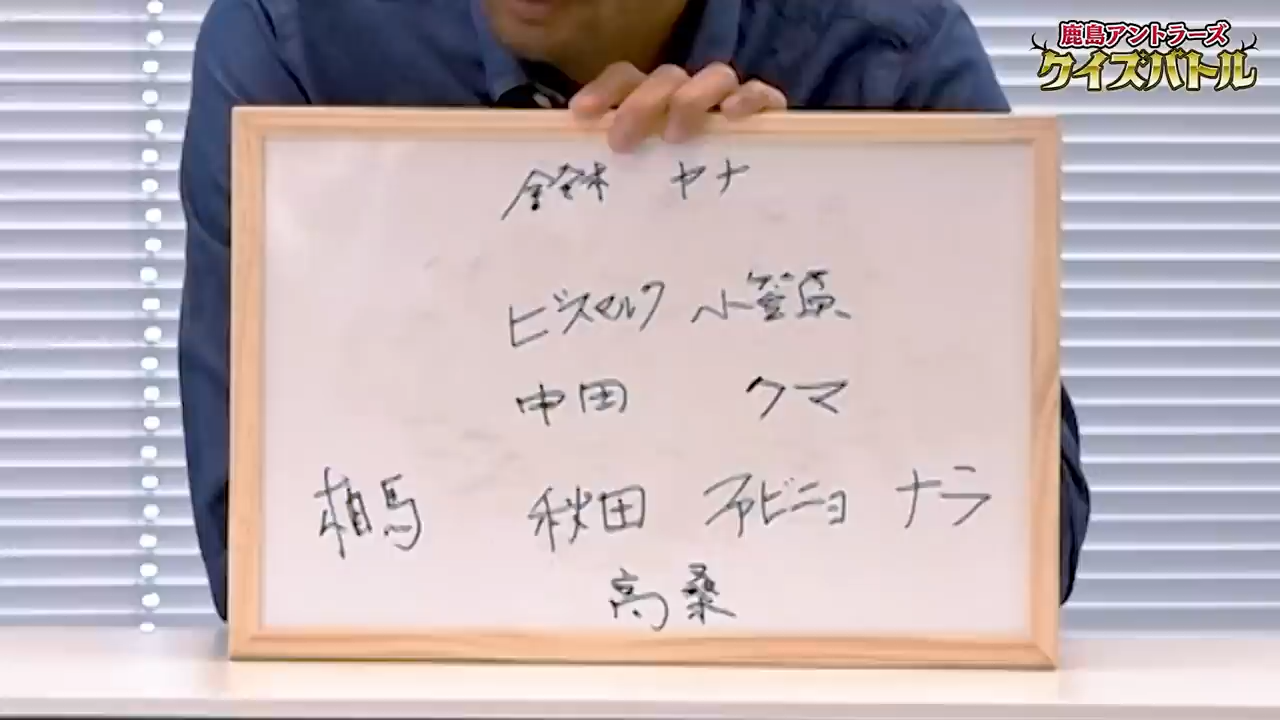 鹿島アントラーズ
クイズバトル
鈴木 ヤナ
ビスマルク 小笠原
中田 クマ
相馬 秋田 ファビーニョ ナラ
高桑